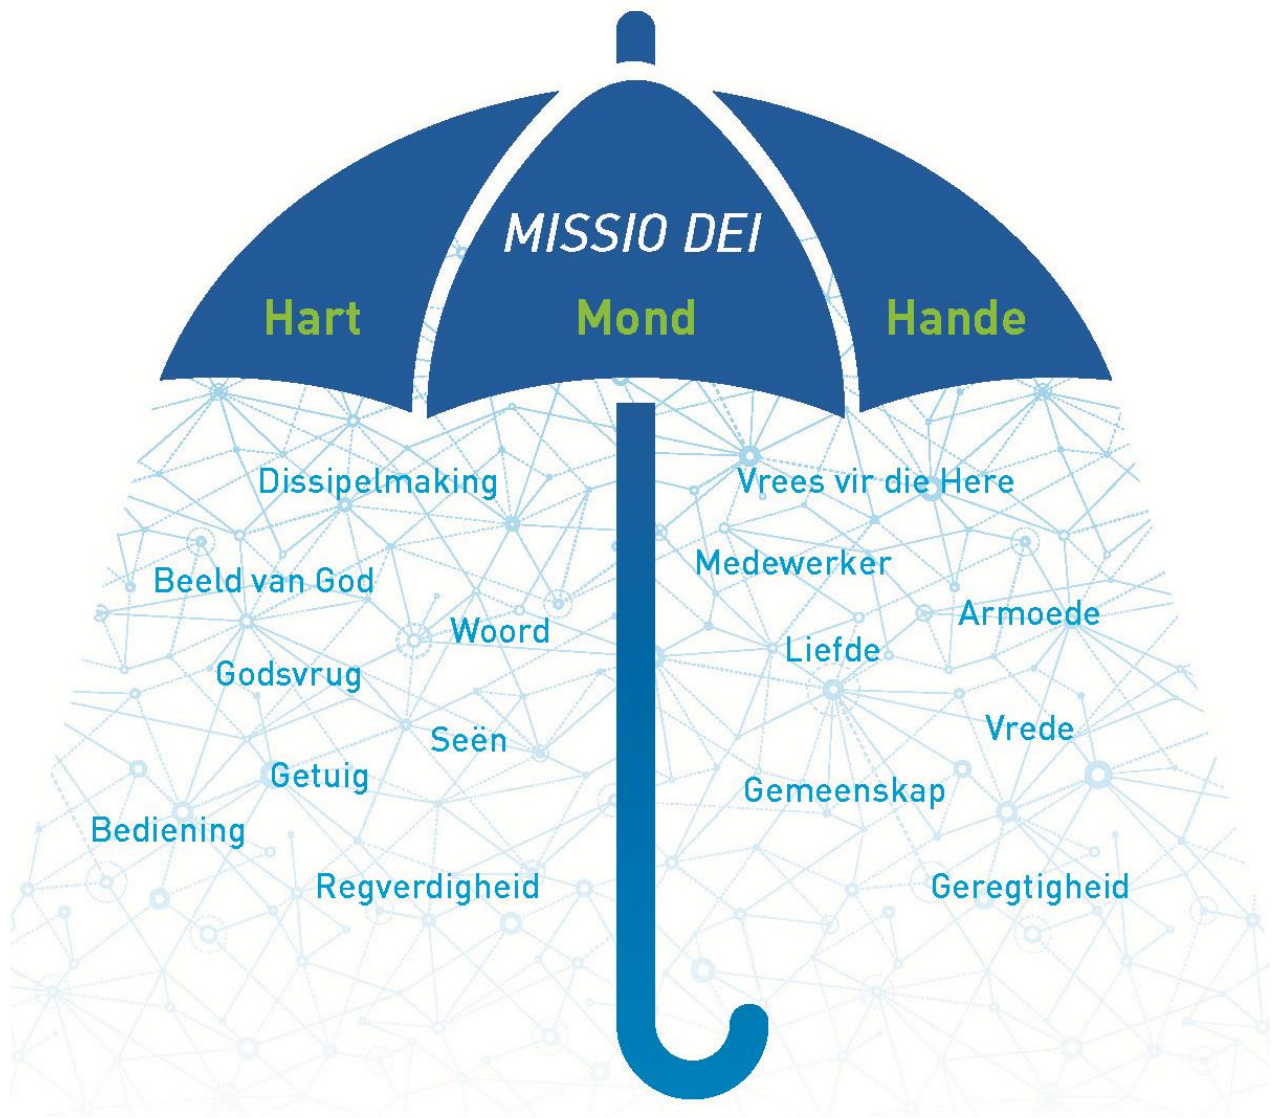 MISSIO DEI
Hart
Mond
Hande
Dissipelmaking
Vrees vir die Here
Medewerker
Beeld van God
Armoede
Woord
Liefde
Godsvrug
Vrede
Seën
Getuig
Gemeenskap
Bediening
Regverdigheid
Geregtigheid